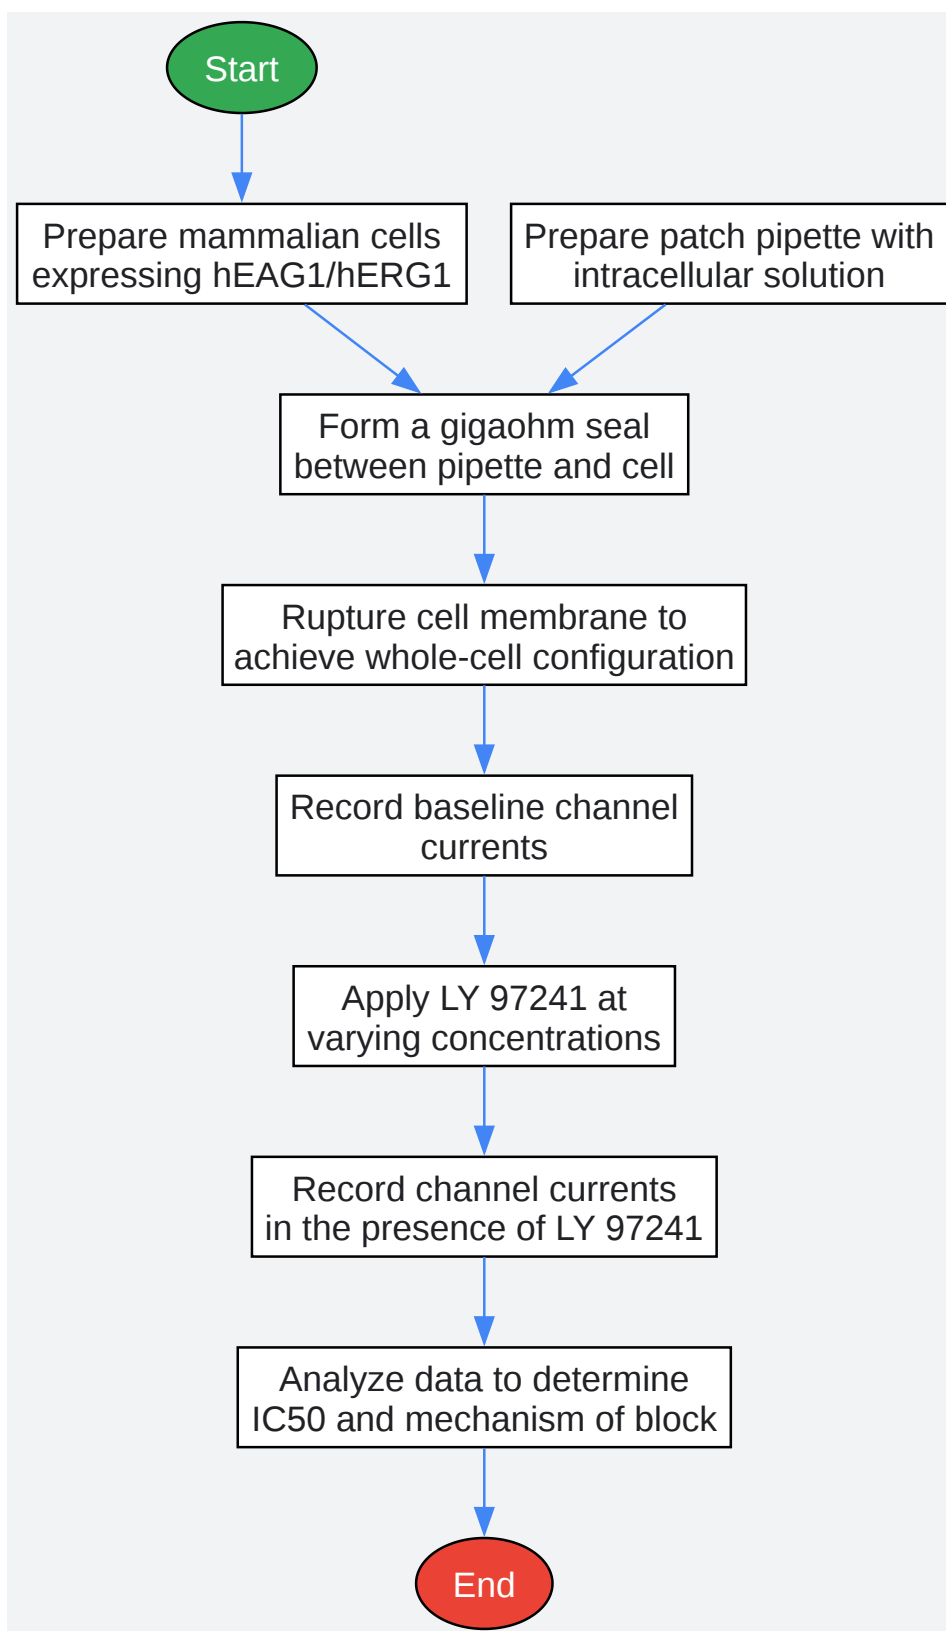 Start
Prepare mammalian cells
expressing hEAG1/hERG1
Prepare patch pipette with
intracellular solution
Form a gigaohm seal
between pipette and cell
Rupture cell membrane to
achieve whole-cell configuration
Record baseline channel
currents
Apply LY 97241 at
varying concentrations
Record channel currents
in the presence of LY 97241
Analyze data to determine
IC50 and mechanism of block
End